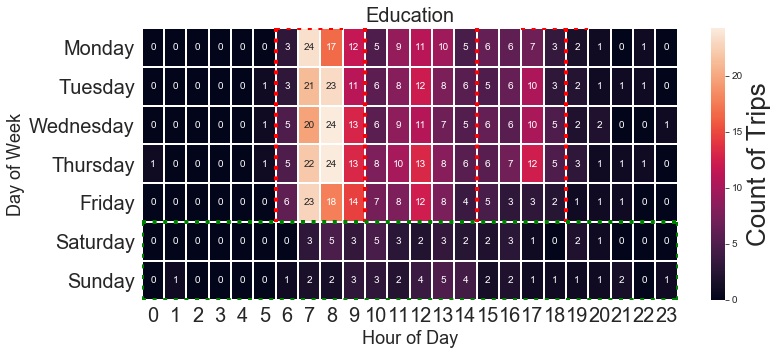 Education
Monday 0 0 0 0 0 0 3 24 17 12 5 9 11 10 5 6 6 7 3 2 1 0 1 0
Tuesday 0 0 0 0 0 1 3 21 23 11 6 8 12 8 6 5 6 10 4 2 1 1 1 0
Wednesday 0 0 0 0 0 1 5 20 24 13 6 9 11 7 5 6 6 10 5 2 2 0 0 1
Thursday 1 0 0 0 0 1 5 22 24 13 8 10 13 8 6 6 7 12 5 3 1 1 1 0
Friday 0 0 0 0 0 0 6 23 18 14 7 8 12 8 4 5 3 3 2 1 1 1 0 0
Saturday 0 0 0 0 0 0 0 3 5 3 5 3 2 3 2 2 3 1 0 2 1 0 0 0
Sunday 0 1 0 0 0 0 1 2 2 3 3 2 4 5 4 2 2 1 1 1 1 2 0 1
0 1 2 3 4 5 6 7 8 9 10 11 12 13 14 15 16 17 18 19 20 21 22 23
Hour of Day
Day of Week
20
15
10
5
0
Count of Trips